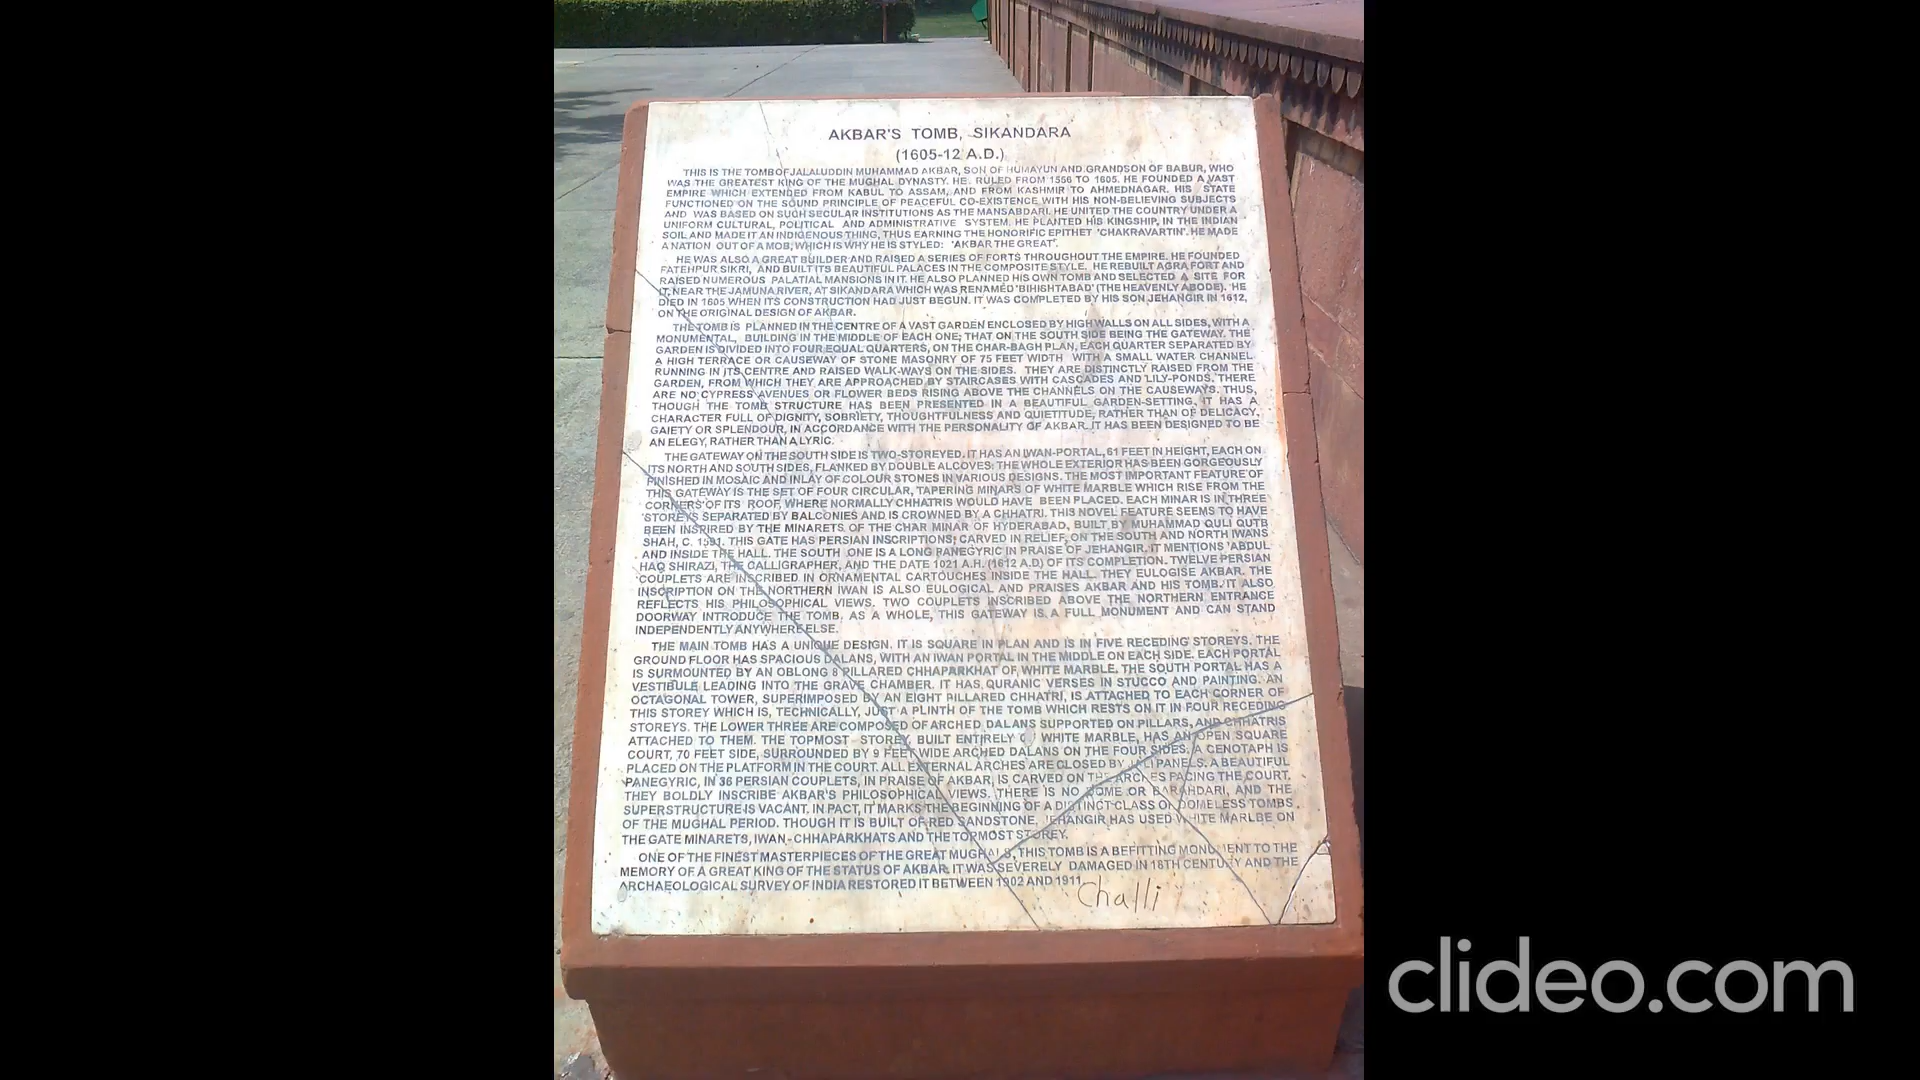 AKBAR'S TOMB, SIKANDARA
(1605-12 A.D.)
THIS IS THE TOMB OF JALALUDDIN MUHAMMAD AKBAR, SON OF HUMAYUN AND GRANDSON OF BABUR, WHO
WAS THE GREATEST KING OF THE MUGHAL DYNASTY. HE RULED FROM 1556 TO 1605. HE FOUNDED A VAST
EMPIRE WHICH EXTENDED FROM KABUL TO ASSAM, AND FROM KASHMIR TO AHMEDNAGAR. HIS STATE
FUNCTIONED ON THE SOUND PRINCIPLE OF PEACEFUL CO-EXISTENCE WITH HIS NON-BELIEVING SUBJECTS
AND WAS BASED ON SUCH SECULAR INSTITUTIONS AS THE MANSABDARI. HE UNITED THE COUNTRY UNDER A
UNIFORM CULTURAL, POLITICAL AND ADMINISTRATIVE SYSTEM. HE PLANTED HIS KINGSHIP, IN THE INDIAN
SOIL AND MADE IT AN INDIGENOUS THING, THUS EARNING THE HONORIFIC EPITHET 'CHAKRAVARTIN'. HE MADE
A NATION OUT OF A MOB, WHICH IS WHY HE IS STYLED: 'AKBAR THE GREAT'.
HE WAS ALSO A GREAT BUILDER AND RAISED A SERIES OF FORTS THROUGHOUT THE EMPIRE. HE FOUNDED
FATEHPUR SIKRI, AND BUILT ITS BEAUTIFUL PALACES IN THE COMPOSITE STYLE. HE REBUILT AGRA FORT AND
RAISED NUMEROUS PALATIAL MANSIONS IN IT. HE ALSO PLANNED HIS OWN TOMB AND SELECTED A SITE FOR
IT, NEAR THE JAMUNA RIVER, AT SIKANDARA WHICH WAS RENAMED 'BIHISHTABAD' (THE HEAVENLY ABODE). HE
DIED IN 1605 WHEN ITS CONSTRUCTION HAD JUST BEGUN. IT WAS COMPLETED BY HIS SON JEHANGIR IN 1612,
ON THE ORIGINAL DESIGN OF AKBAR.
THE TOMB IS PLANNED IN THE CENTRE OF A VAST GARDEN ENCLOSED BY HIGH WALLS ON ALL SIDES, WITH A
MONUMENTAL, BUILDING IN THE MIDDLE OF EACH ONE; THAT ON THE SOUTH SIDE BEING THE GATEWAY. THE
GARDEN IS DIVIDED INTO FOUR EQUAL QUARTERS, ON THE CHAR-BAGH PLAN, EACH QUARTER SEPARATED BY
A HIGH TERRACE OR CAUSEWAY OF STONE MASONRY OF 75 FEET WIDTH WITH A SMALL WATER CHANNEL
RUNNING IN ITS CENTRE AND RAISED WALK-WAYS ON THE SIDES. THEY ARE DISTINCTLY RAISED FROM THE
GARDEN, FROM WHICH THEY ARE APPROACHED BY STAIRCASES WITH CASCADES AND LILY-PONDS. THERE
ARE NO CYPRESS AVENUES OR FLOWER BEDS RISING ABOVE THE CHANNELS ON THE CAUSEWAYS. THUS,
THOUGH THE TOMB STRUCTURE HAS BEEN PRESENTED IN A BEAUTIFUL GARDEN-SETTING, IT HAS A
CHARACTER FULL OF DIGNITY, SOBRIETY, THOUGHTFULNESS AND QUIETITUDE, RATHER THAN OF DELICACY,
GAIETY OR SPLENDOUR, IN ACCORDANCE WITH THE PERSONALITY OF AKBAR. IT HAS BEEN DESIGNED TO BE
AN ELEGY, RATHER THAN A LYRIC.
THE GATEWAY ON THE SOUTH SIDE IS TWO-STOREYED. IT HAS AN IWAN-PORTAL, 61 FEET IN HEIGHT, EACH ON
ITS NORTH AND SOUTH SIDES, FLANKED BY DOUBLE ALCOVES. THE WHOLE EXTERIOR HAS BEEN GORGEOUSLY
FINISHED IN MOSAIC AND INLAY OF COLOUR STONES IN VARIOUS DESIGNS. THE MOST IMPORTANT FEATURE OF
THIS GATEWAY IS THE SET OF FOUR CIRCULAR, TAPERING MINARS OF WHITE MARBLE WHICH RISE FROM THE
CORNERS OF ITS ROOF, WHERE NORMALLY CHHATRIS WOULD HAVE BEEN PLACED. EACH MINAR IS IN THREE
STOREYS SEPARATED BY BALCONIES AND IS CROWNED BY A CHHATRI. THIS NOVEL FEATURE SEEMS TO HAVE
BEEN INSPIRED BY THE MINARETS OF THE CHAR MINAR OF HYDERABAD, BUILT BY MUHAMMAD QULI QUTB
SHAH, C. 1591. THIS GATE HAS PERSIAN INSCRIPTIONS, CARVED IN RELIEF, ON THE SOUTH AND NORTH IWANS
AND INSIDE THE HALL. THE SOUTH ONE IS A LONG PANEGYRIC IN PRAISE OF JEHANGIR. IT MENTIONS 'ABDUL
HAQ SHIRAZI, THE CALLIGRAPHER, AND THE DATE 1021 A.H. (1612 A.D) OF ITS COMPLETION. TWELVE PERSIAN
COUPLETS ARE INSCRIBED IN ORNAMENTAL CARTOUCHES INSIDE THE HALL. THEY EULOGISE AKBAR. THE
INSCRIPTION ON THE NORTHERN IWAN IS ALSO EULOGICAL AND PRAISES AKBAR AND HIS TOMB. IT ALSO
REFLECTS HIS PHILOSOPHICAL VIEWS. TWO COUPLETS INSCRIBED ABOVE THE NORTHERN ENTRANCE
DOORWAY INTRODUCE THE TOMB. AS A WHOLE, THIS GATEWAY IS A FULL MONUMENT AND CAN STAND
INDEPENDENTLY ANYWHERE ELSE.
THE MAIN TOMB HAS A UNIQUE DESIGN. IT IS SQUARE IN PLAN AND IS IN FIVE RECEDING STOREYS. THE
GROUND FLOOR HAS SPACIOUS DALANS, WITH AN IWAN PORTAL IN THE MIDDLE ON EACH SIDE. EACH PORTAL
IS SURMOUNTED BY AN OBLONG 8 PILLARED CHHAPARKHAT OF WHITE MARBLE. THE SOUTH PORTAL HAS A
VESTIBULE LEADING INTO THE GRAVE CHAMBER. IT HAS QURANIC VERSES IN STUCCO AND PAINTING. AN
OCTAGONAL TOWER, SUPERIMPOSED BY AN EIGHT PILLARED CHHATRI, IS ATTACHED TO EACH CORNER OF
THIS STOREY WHICH IS, TECHNICALLY, JUST A PLINTH OF THE TOMB WHICH RESTS ON IT IN FOUR RECEDING
STOREYS. THE LOWER THREE ARE COMPOSED OF ARCHED DALANS SUPPORTED ON PILLARS, AND CHHATRIS
ATTACHED TO THEM. THE TOPMOST STOREY, BUILT ENTIRELY OF WHITE MARBLE, HAS AN OPEN SQUARE
COURT, 70 FEET SIDE, SURROUNDED BY 9 FEET WIDE ARCHED DALANS ON THE FOUR SIDES. A CENOTAPH IS
PLACED ON THE PLATFORM IN THE COURT. ALL EXTERNAL ARCHES ARE CLOSED BY JALI PANELS. A BEAUTIFUL
PANEGYRIC, IN 36 PERSIAN COUPLETS, IN PRAISE OF AKBAR, IS CARVED ON THE ARCHES FACING THE COURT.
THEY BOLDLY INSCRIBE AKBAR'S PHILOSOPHICAL VIEWS. THERE IS NO DOME OR BARAHDARI, AND THE
SUPERSTRUCTURE IS VACANT. IN FACT, IT MARKS THE BEGINNING OF A DISTINCT CLASS OF DOMELESS TOMBS
OF THE MUGHAL PERIOD. THOUGH IT IS BUILT OF RED SANDSTONE, JEHANGIR HAS USED WHITE MARLBE ON
THE GATE MINARETS, IWAN-CHHAPARKHATS AND THE TOPMOST STOREY.
ONE OF THE FINEST MASTERPIECES OF THE GREAT MUGHALS, THIS TOMB IS A BEFITTING MONUMENT TO THE
MEMORY OF A GREAT KING OF THE STATUS OF AKBAR. IT WAS SEVERELY DAMAGED IN 18TH CENTURY AND THE
ARCHAEOLOGICAL SURVEY OF INDIA RESTORED IT BETWEEN 1902 AND 1911.
Challi
clideo.com